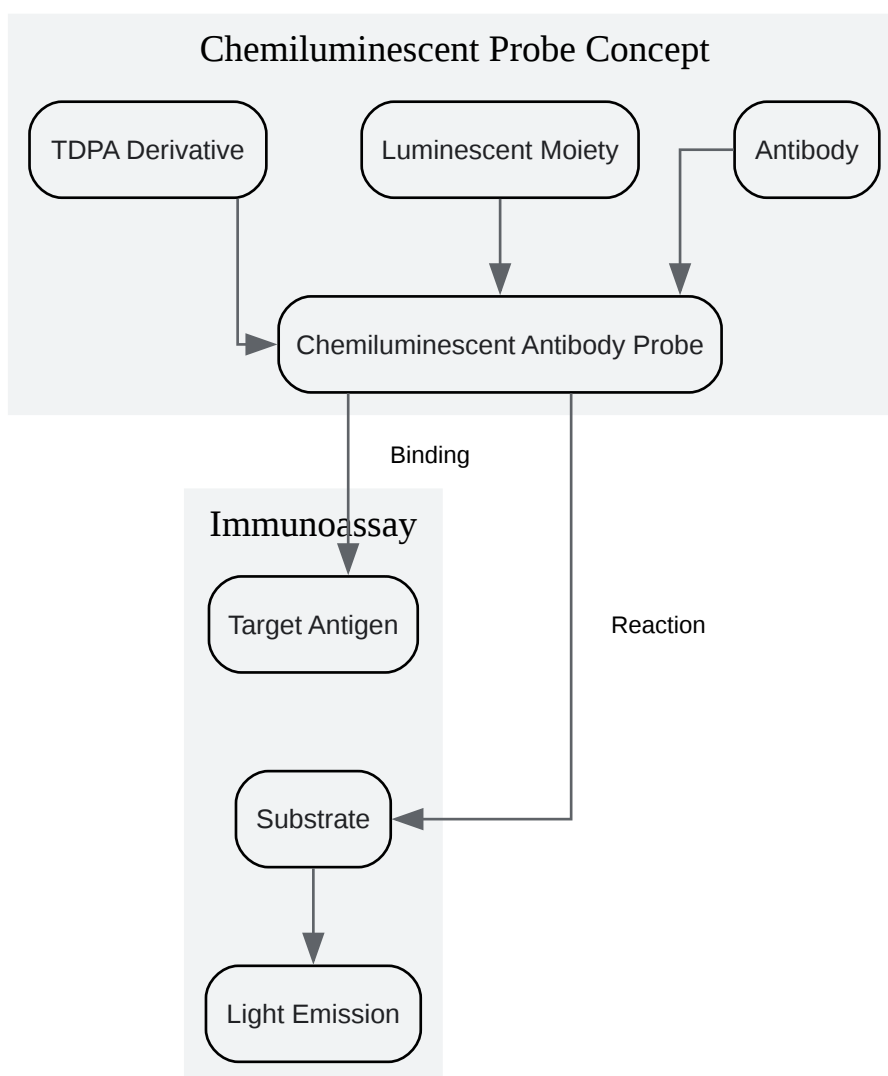 Chemiluminescent Probe Concept
TDPA Derivative
Luminescent Moiety
Antibody
Chemiluminescent Antibody Probe
Binding
Immunoassay
Target Antigen
Reaction
Substrate
Light Emission